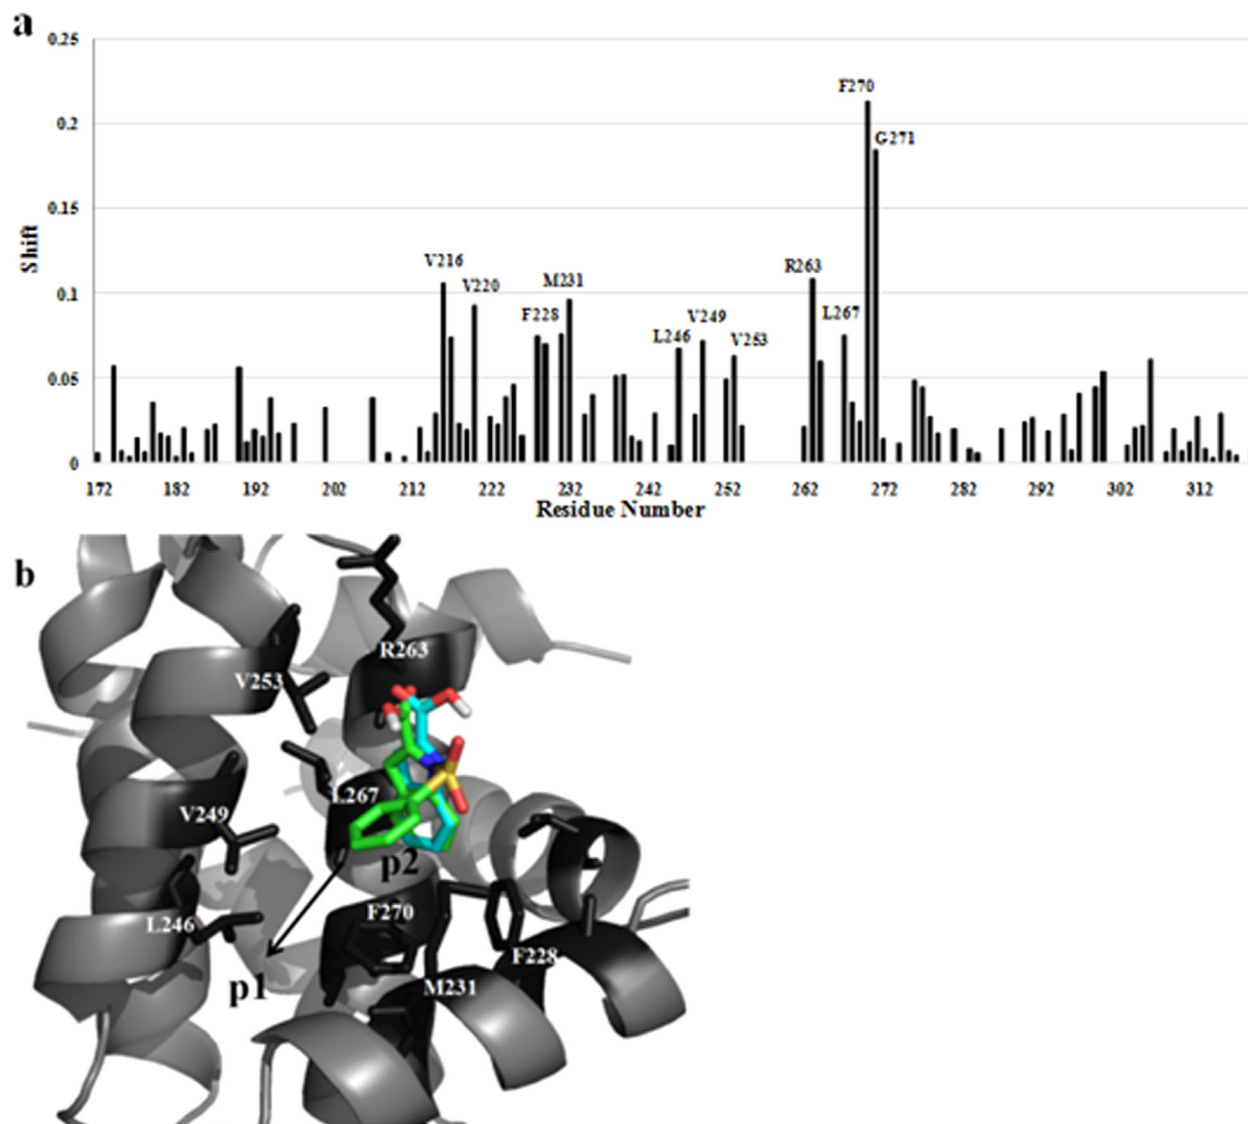 a
0.25
F270
0.2
G271
0.15
V216
R263
M231
V220
0.1
L267
F228
V249
L246
V253
0.05
0
172 182 192 202 212 222 232 242 252 262 272 282 292 302 312
Shift
Residue Number
b
R263
V253
L267
V249
p2
F270
L246
F228
p1
M231